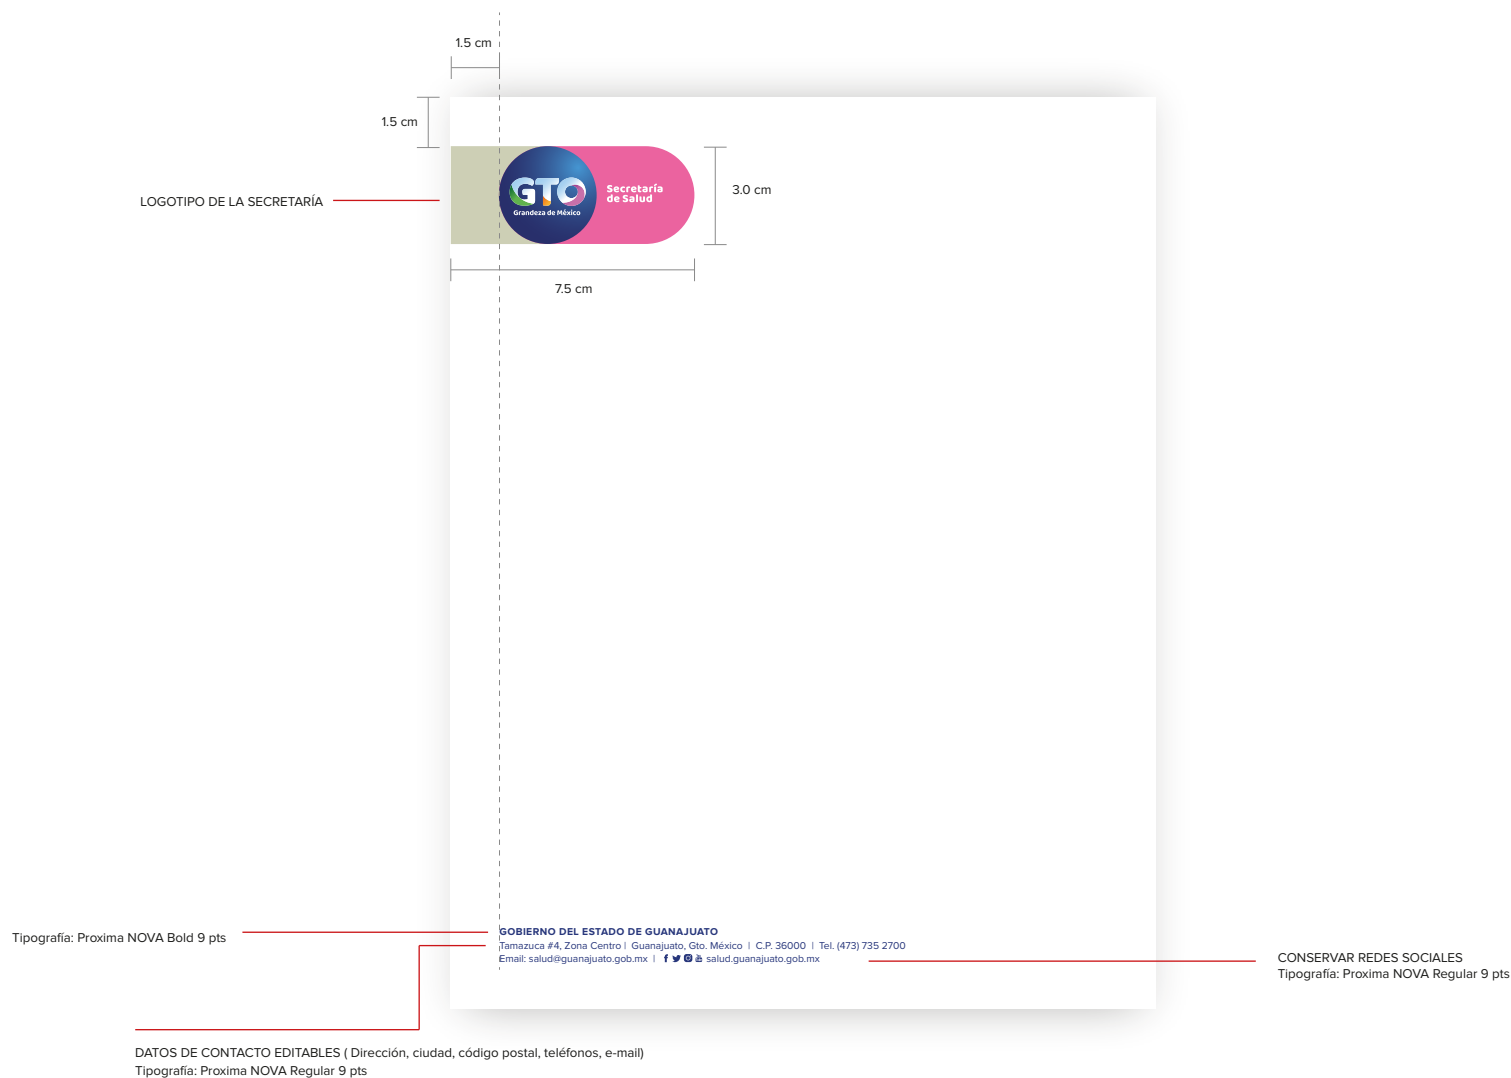 1.5 cm
1.5 cm
LOGOTIPO DE LA SECRETARÍA
GTO
Grandeza de México
Secretaría
de Salud
3.0 cm
7.5 cm
Tipografía: Proxima NOVA Bold 9 pts
GOBIERNO DEL ESTADO DE GUANAJUATO
Tamazuca #4, Zona Centro | Guanajuato, Gto. México | C.P. 36000 | Tel. (473) 735 2700
Email: salud@guanajuato.gob.mx | salud.guanajuato.gob.mx
CONSERVAR REDES SOCIALES
Tipografía: Proxima NOVA Regular 9 pts
DATOS DE CONTACTO EDITABLES ( Dirección, ciudad, código postal, teléfonos, e-mail)
Tipografía: Proxima NOVA Regular 9 pts